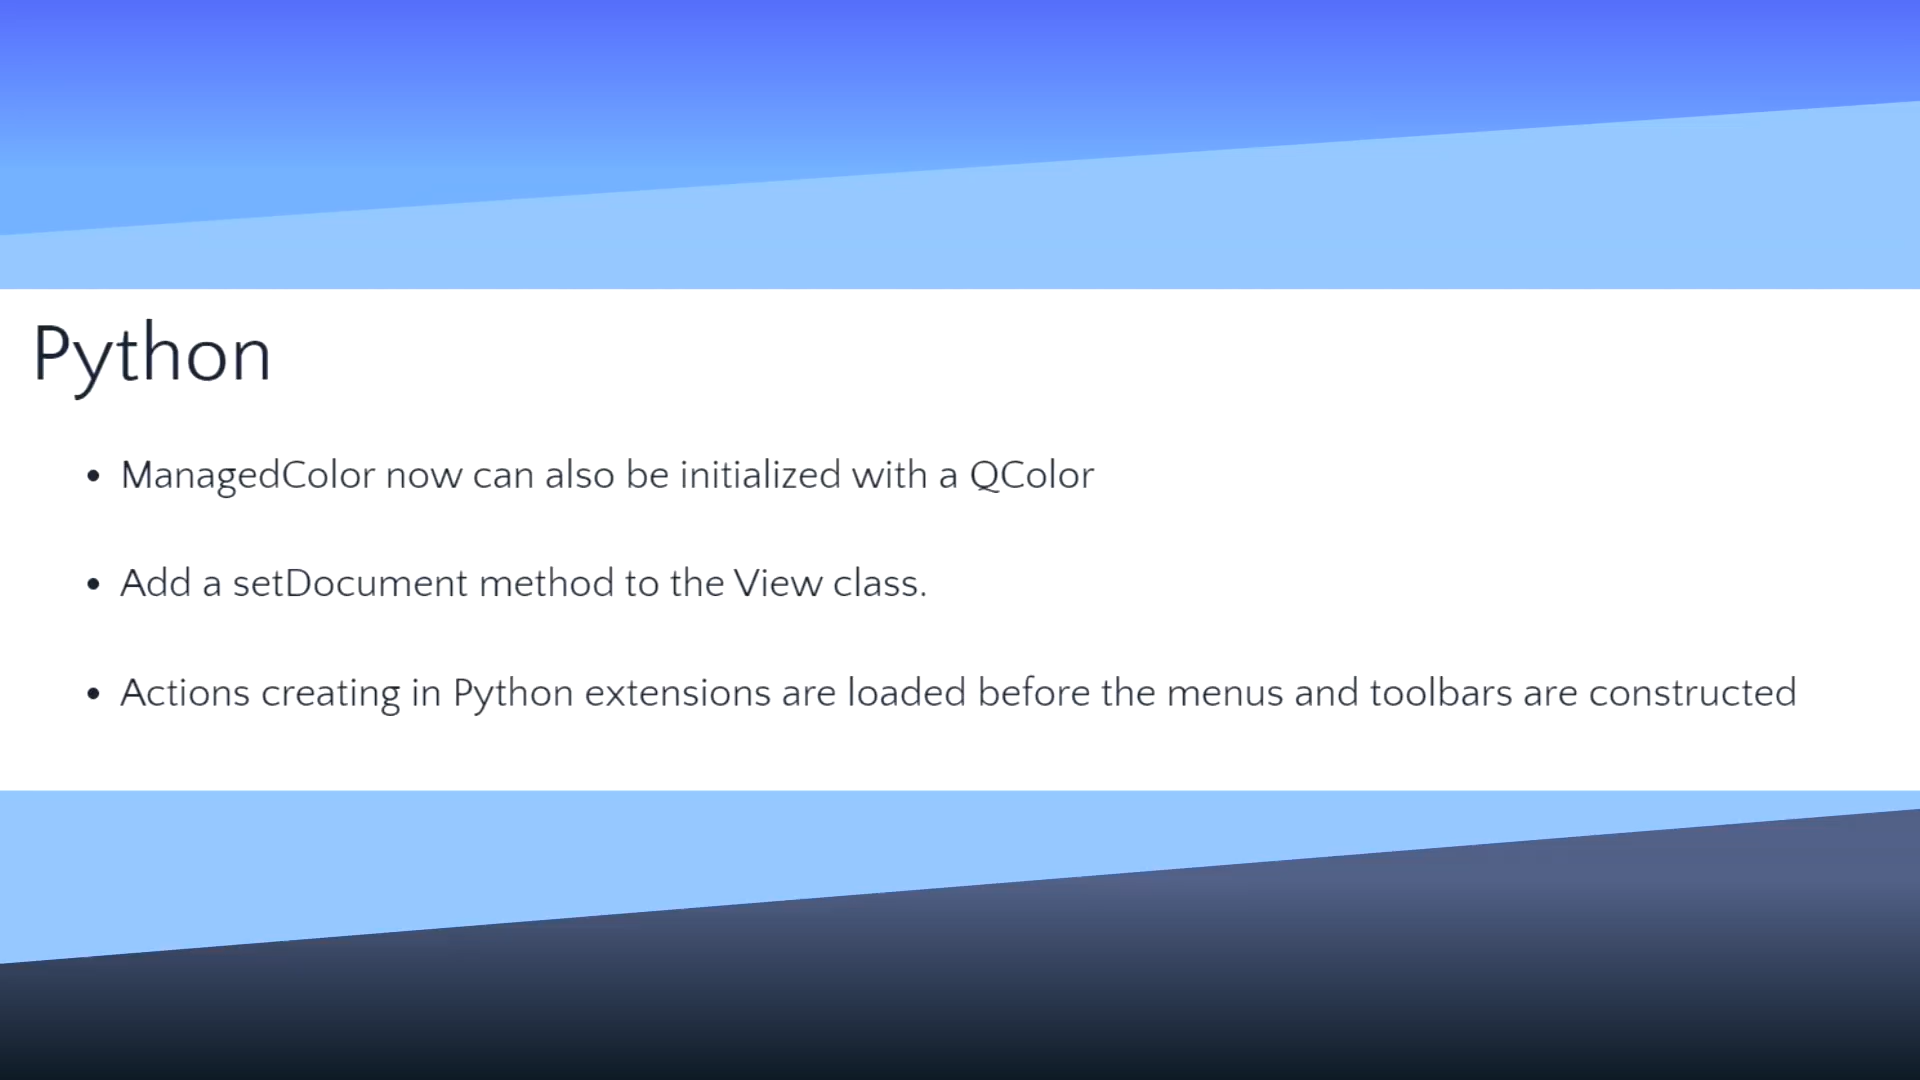 Python
• ManagedColor now can also be initialized with a QColor
• Add a setDocument method to the View class.
• Actions creating in Python extensions are loaded before the menus and toolbars are constructed